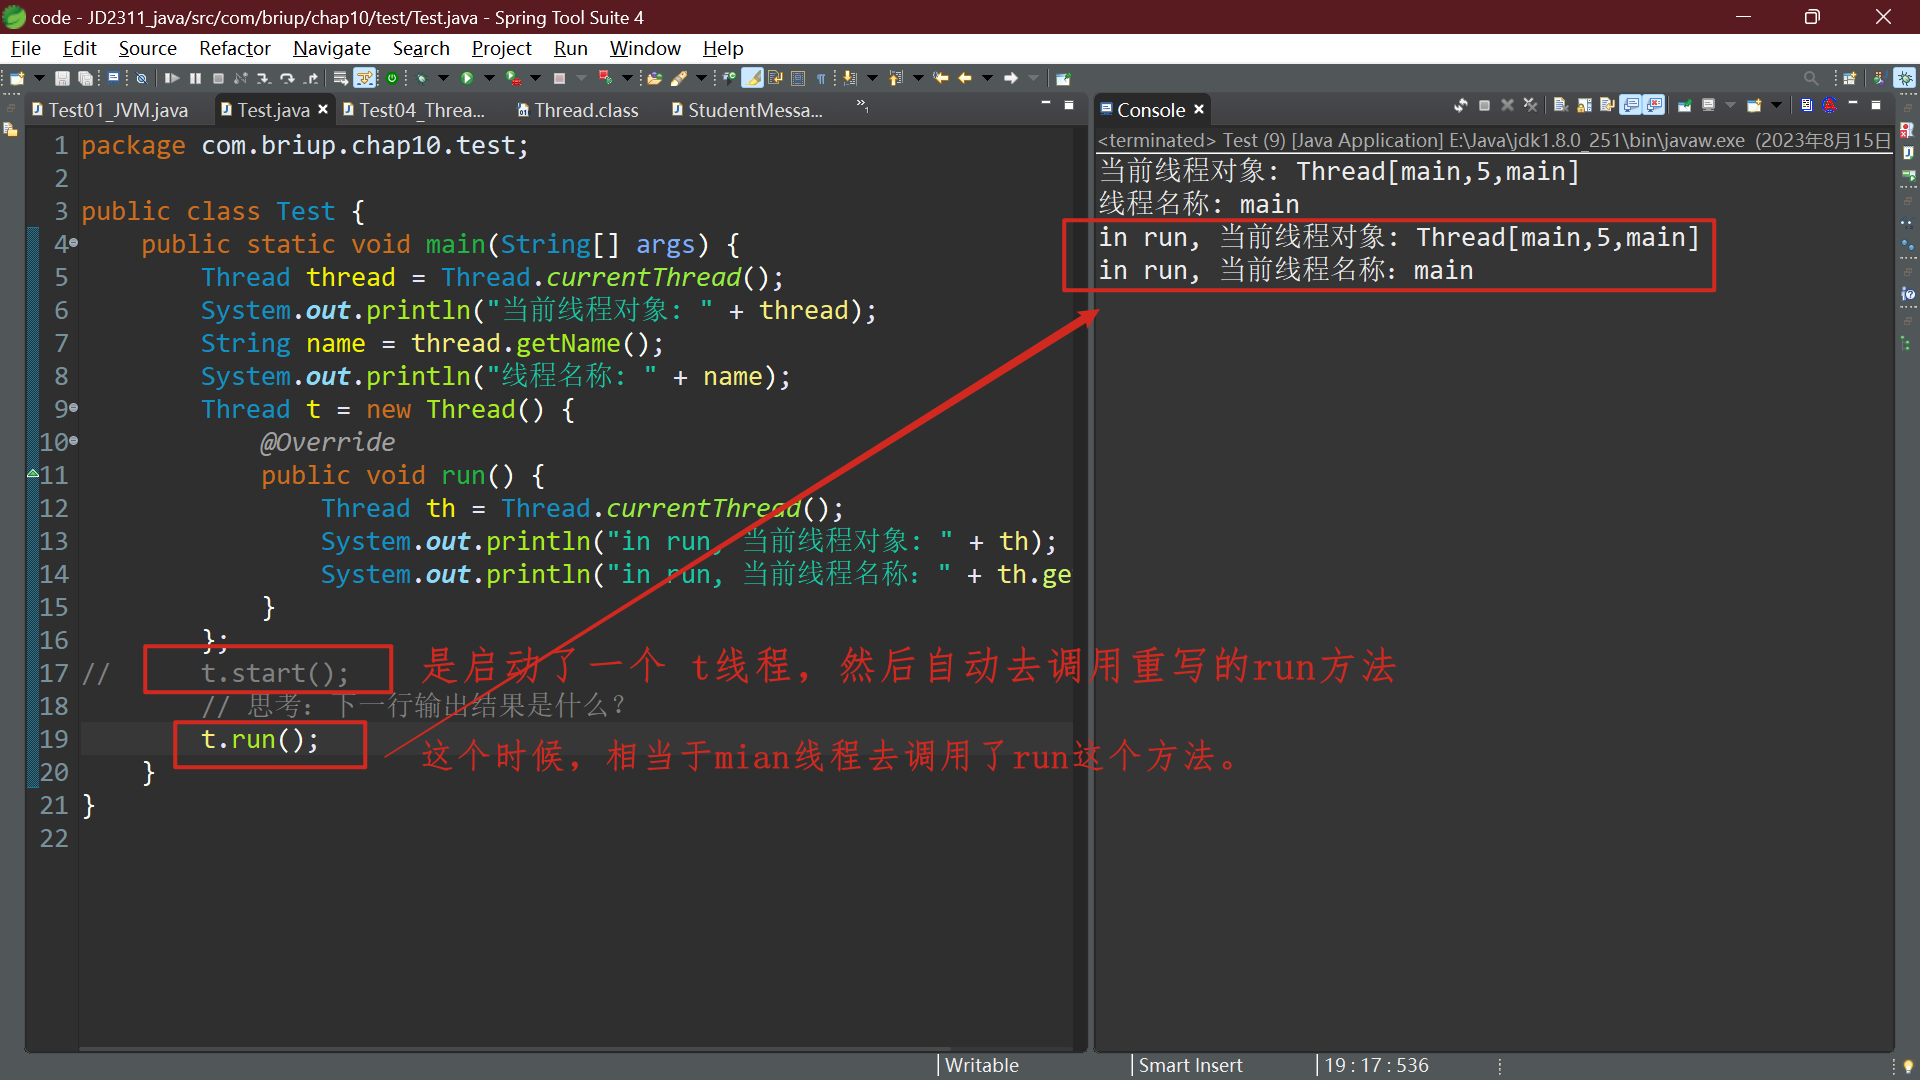 code - JD2311_java/src/com/briup/chap10/test/Test.java - Spring Tool Suite 4
File Edit Source Refactor Navigate Search Project Run Window Help
Test01_JVM.java Test.java Test04_Threa... Thread.class StudentMessa... »1
1 package com.briup.chap10.test;
2
3 public class Test {
4 public static void main(String[] args) {
5 Thread thread = Thread.currentThread();
6 System.out.println("当前线程对象: " + thread);
7 String name = thread.getName();
8 System.out.println("线程名称: " + name);
9 Thread t = new Thread() {
10 @Override
11 public void run() {
12 Thread th = Thread.currentThread();
13 System.out.println("in run, 当前线程对象: " + th);
14 System.out.println("in run, 当前线程名称: " + th.ge
15 }
16 };
17 // t.start();
是启动了一个 t线程，然后自动去调用重写的run方法
18 // 思考: 下一行输出结果是什么?
19 t.run();
这个时候，相当于mian线程去调用了run这个方法。
20 }
21 }
22
Console
<terminated> Test (9) [Java Application] E:\Java\jdk1.8.0_251\bin\javaw.exe (2023年8月15日
当前线程对象: Thread[main,5,main]
线程名称: main
in run, 当前线程对象: Thread[main,5,main]
in run, 当前线程名称: main
Writable Smart Insert 19 : 17 : 536